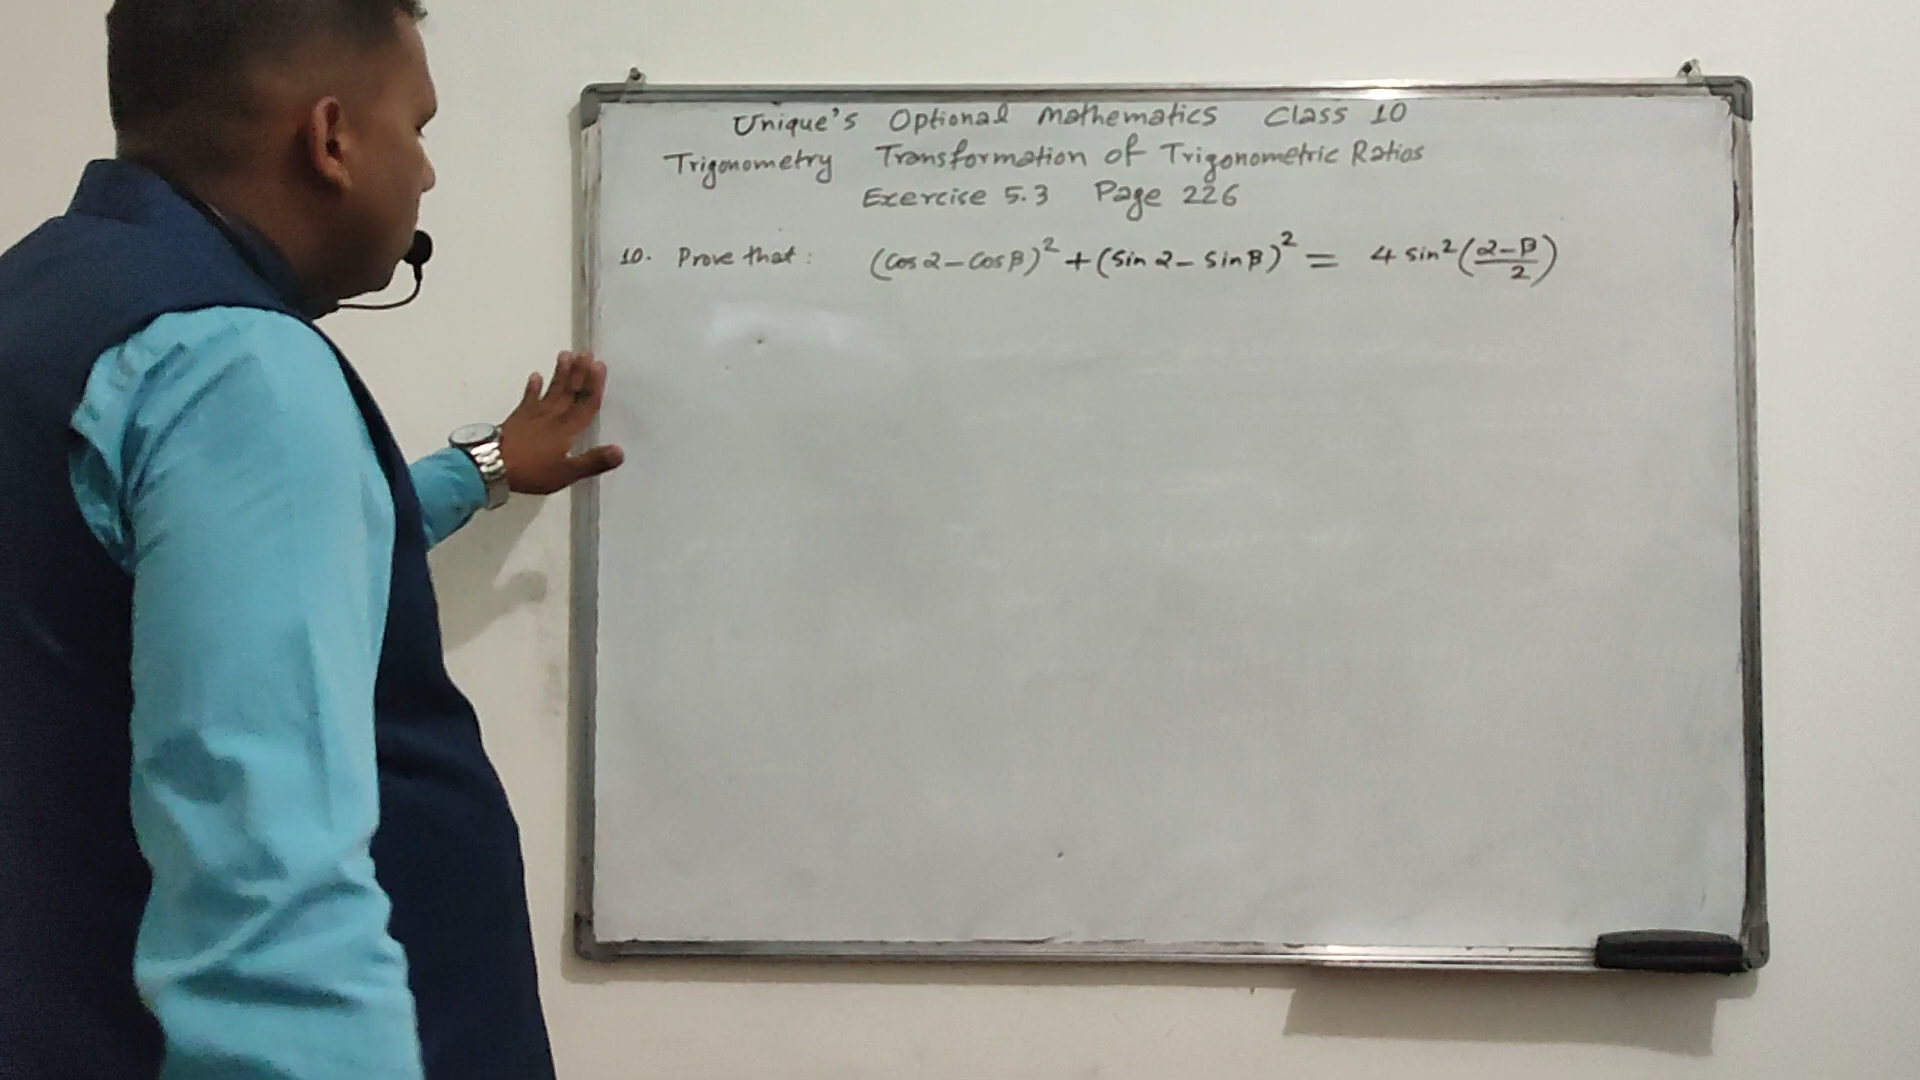 Unique's Optional Mathematics Class 10
Trigonometry Transformation of Trigonometric Ratios
Exercise 5.3 Page 226
10. Prove that : (cos α – cos β)² + (sin α – sin β)² = 4 sin² (α–β/2)